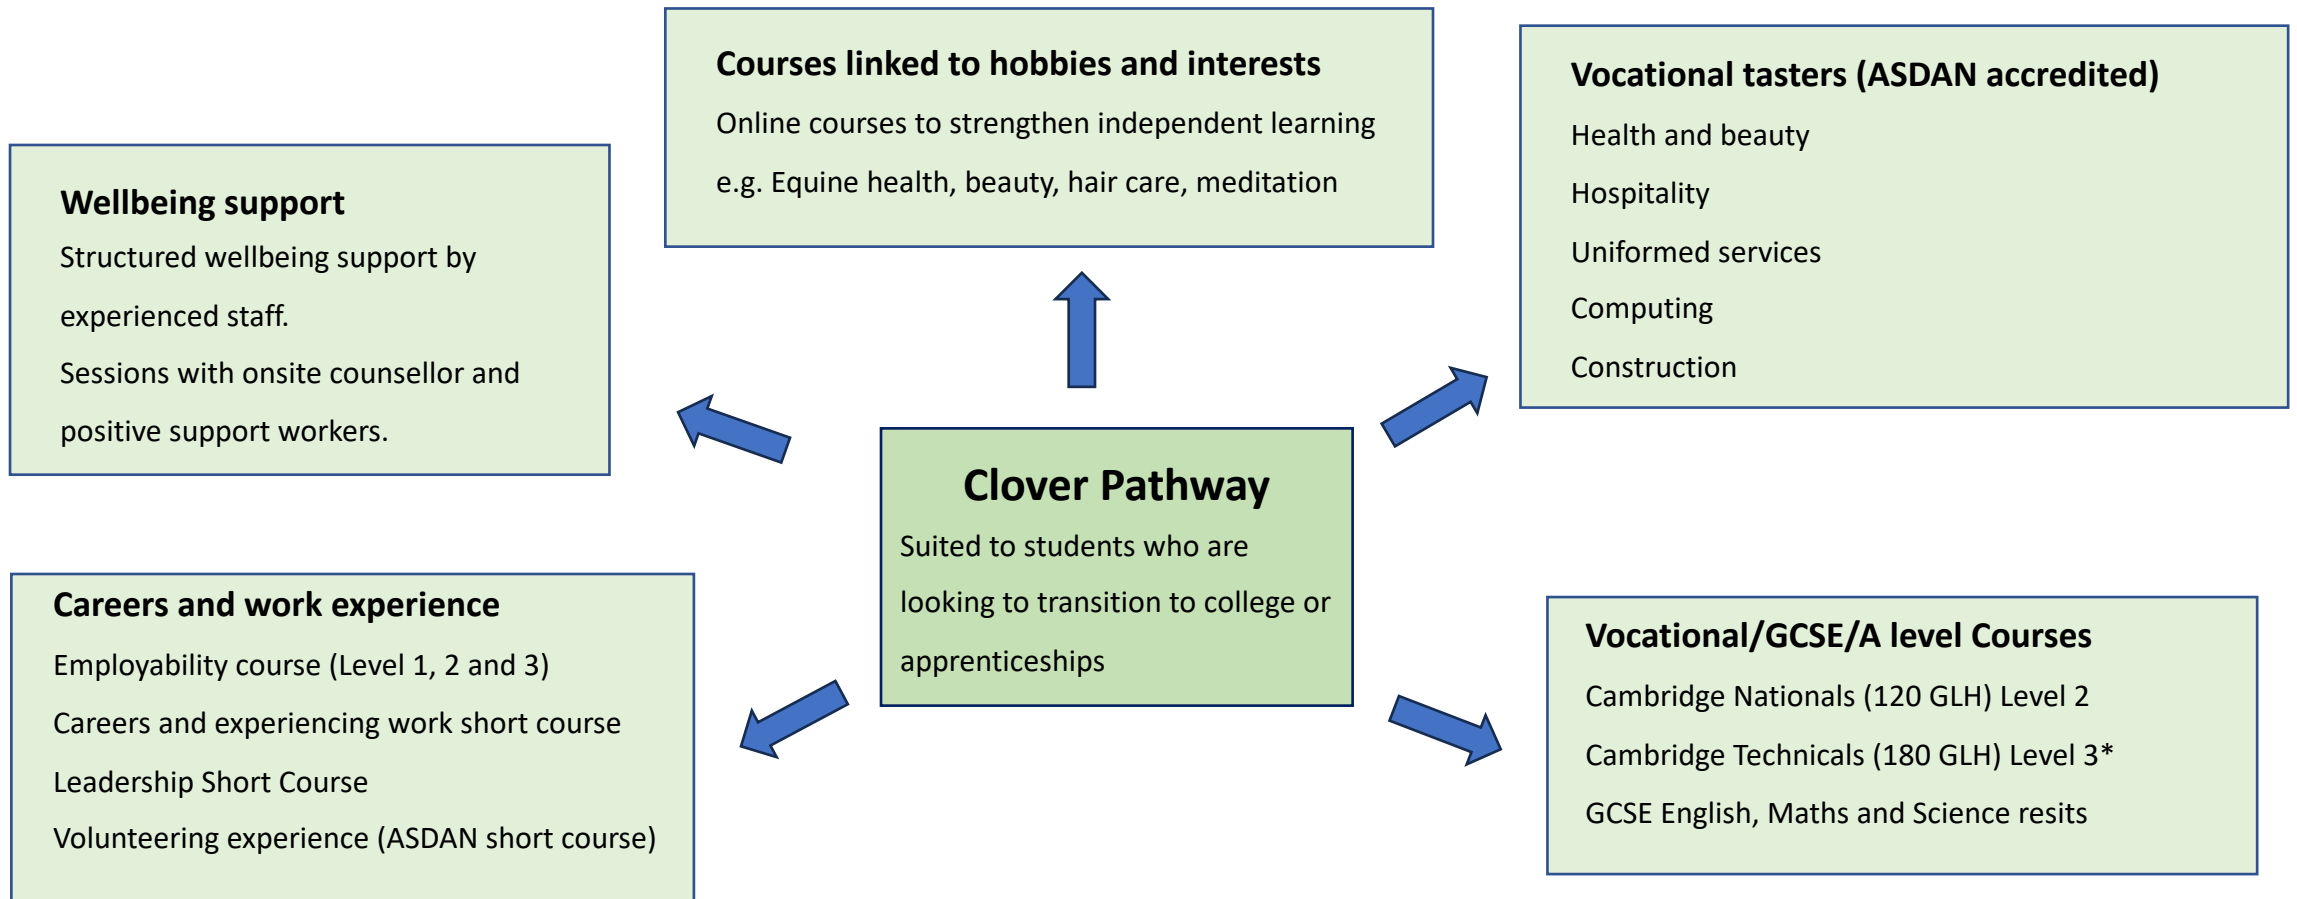 Courses linked to hobbies and interests
Online courses to strengthen independent learning
e.g. Equine health, beauty, hair care, meditation
Vocational tasters (ASDAN accredited)
Health and beauty
Hospitality
Uniformed services
Computing
Construction
Wellbeing support
Structured wellbeing support by
experienced staff.
Sessions with onsite counsellor and
positive support workers.
Clover Pathway
Suited to students who are
looking to transition to college or
apprenticeships
Careers and work experience
Employability course (Level 1, 2 and 3)
Careers and experiencing work short course
Leadership Short Course
Volunteering experience (ASDAN short course)
Vocational/GCSE/A level Courses
Cambridge Nationals (120 GLH) Level 2
Cambridge Technicals (180 GLH) Level 3*
GCSE English, Maths and Science resits